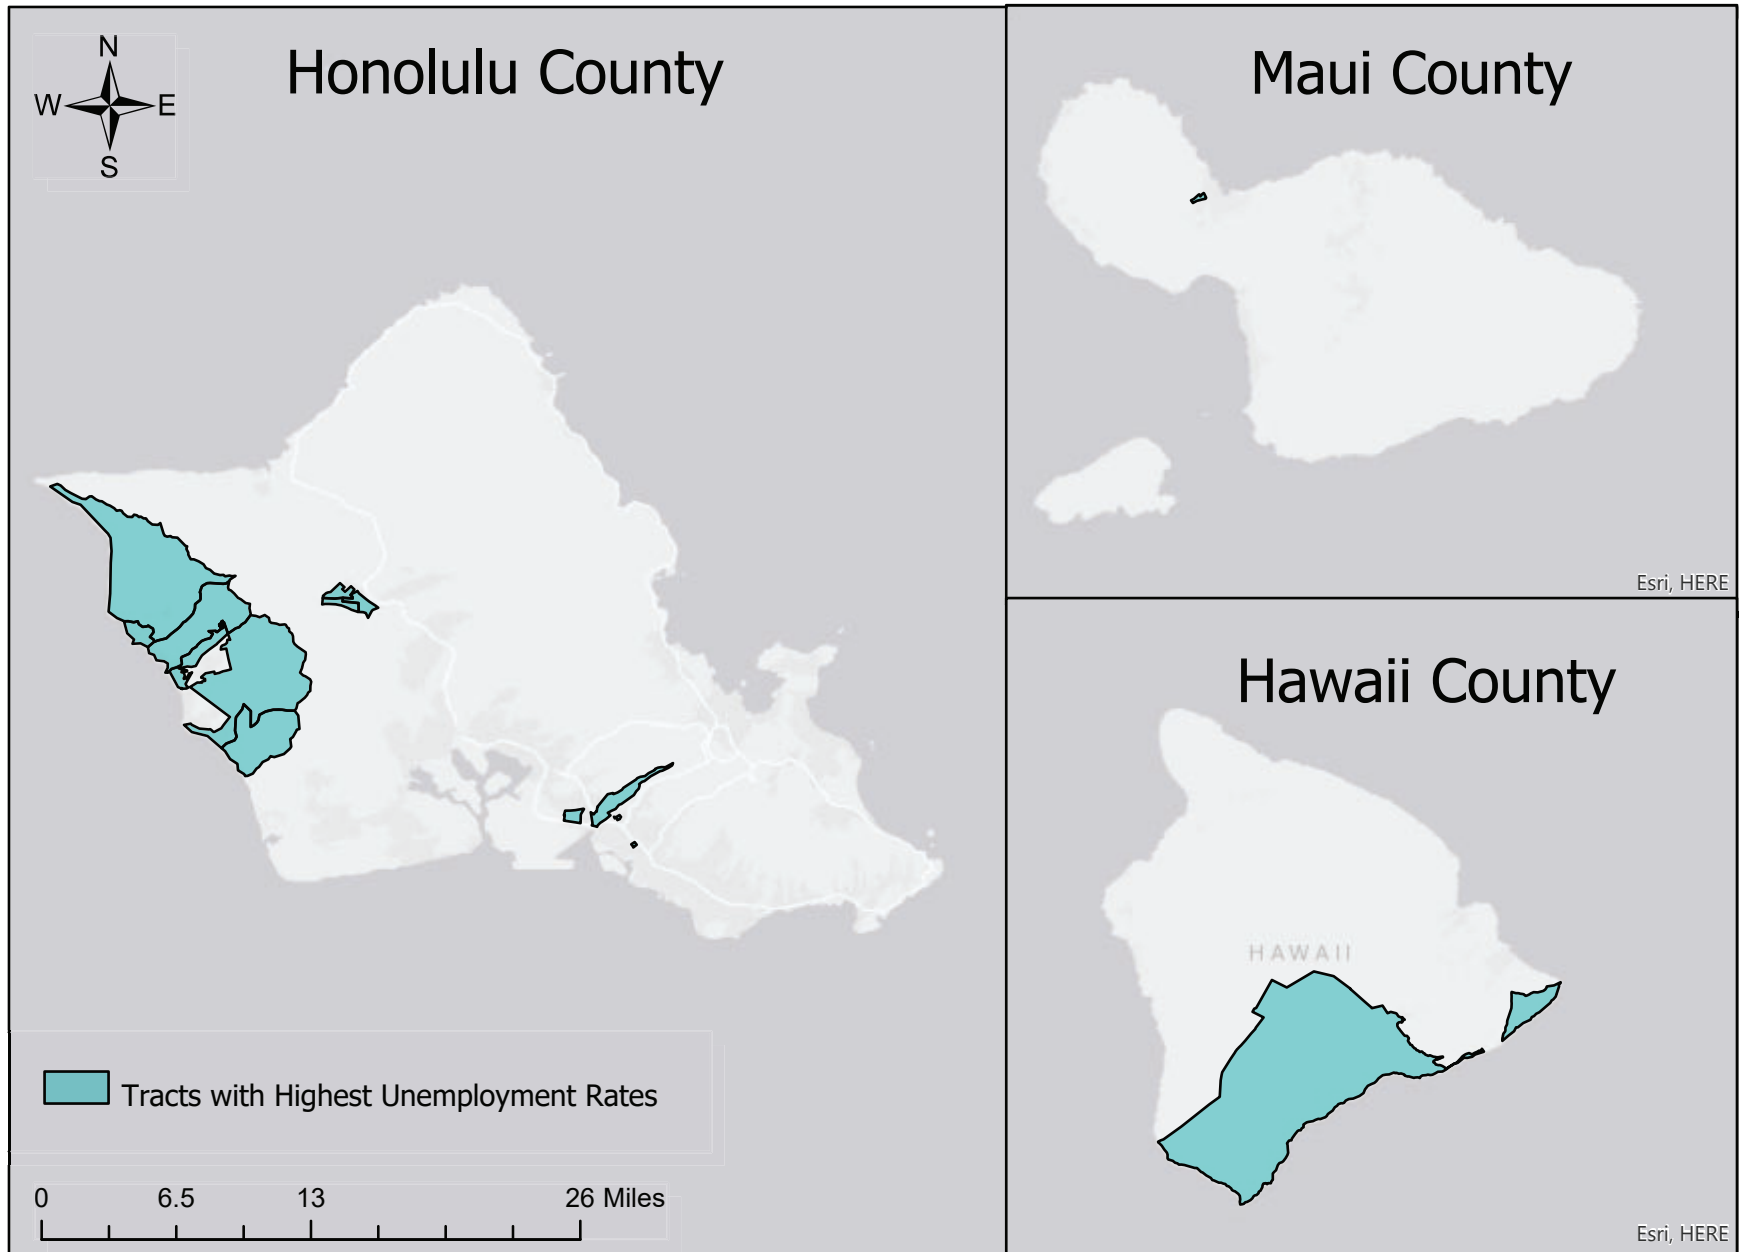 Honolulu County
N
W E
S
Maui County
Esri, HERE
Hawaii County
HAWAII
Tracts with Highest Unemployment Rates
0 6.5 13 26 Miles
Esri, HERE